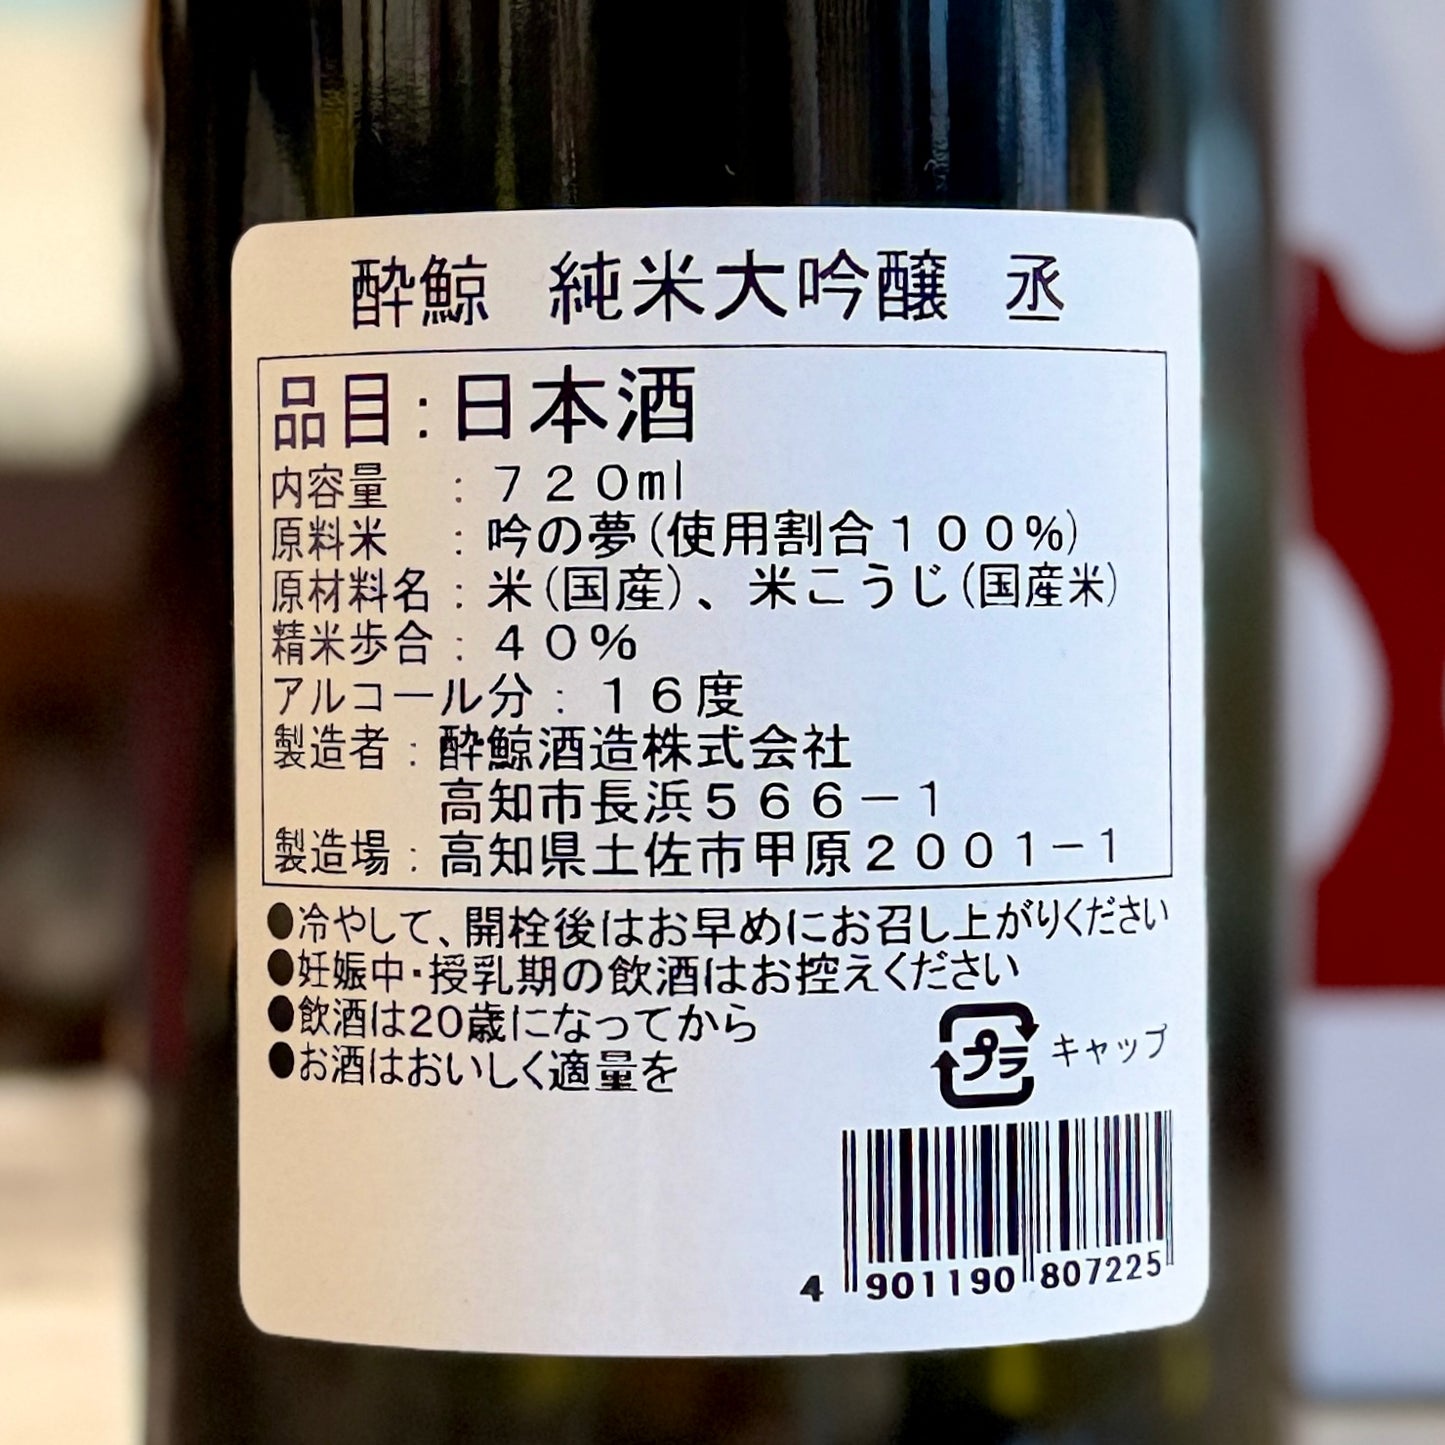 酔鯨　純米大吟醸　丞
品目：日本酒
内容量　：７２０ml
原料米　：吟の夢(使用割合１００%)
原材料名：米(国産)、米こうじ(国産米)
精米歩合：４０%
アルコール分：１６度
製造者：酔鯨酒造株式会社
高知市長浜５６６－１
製造場：高知県土佐市甲原２００１－１
●冷やして、開栓後はお早めにお召し上がりください
●妊娠中・授乳期の飲酒はお控えください
●飲酒は20歳になってから
●お酒はおいしく適量を
プラ キャップ
4 901190 807225